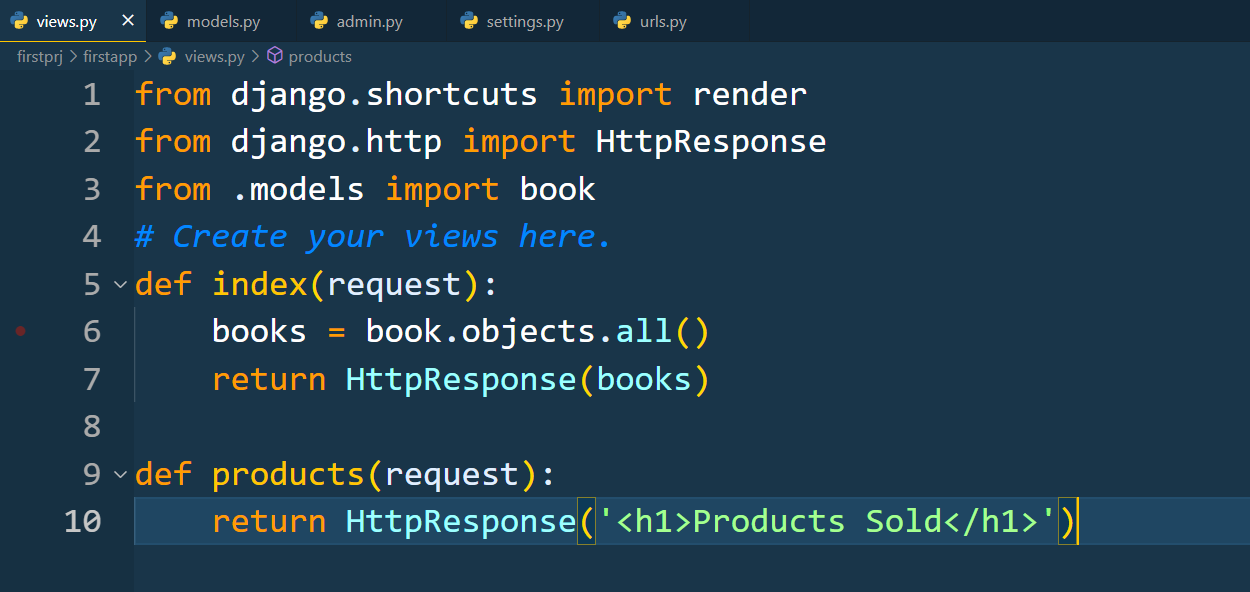 views.py models.py admin.py settings.py urls.py
firstprj > firstapp > views.py > products
1 from django.shortcuts import render
2 from django.http import HttpResponse
3 from .models import book
4 # Create your views here.
5 def index(request):
6     books = book.objects.all()
7     return HttpResponse(books)
8
9 def products(request):
10     return HttpResponse('<h1>Products Sold</h1>')